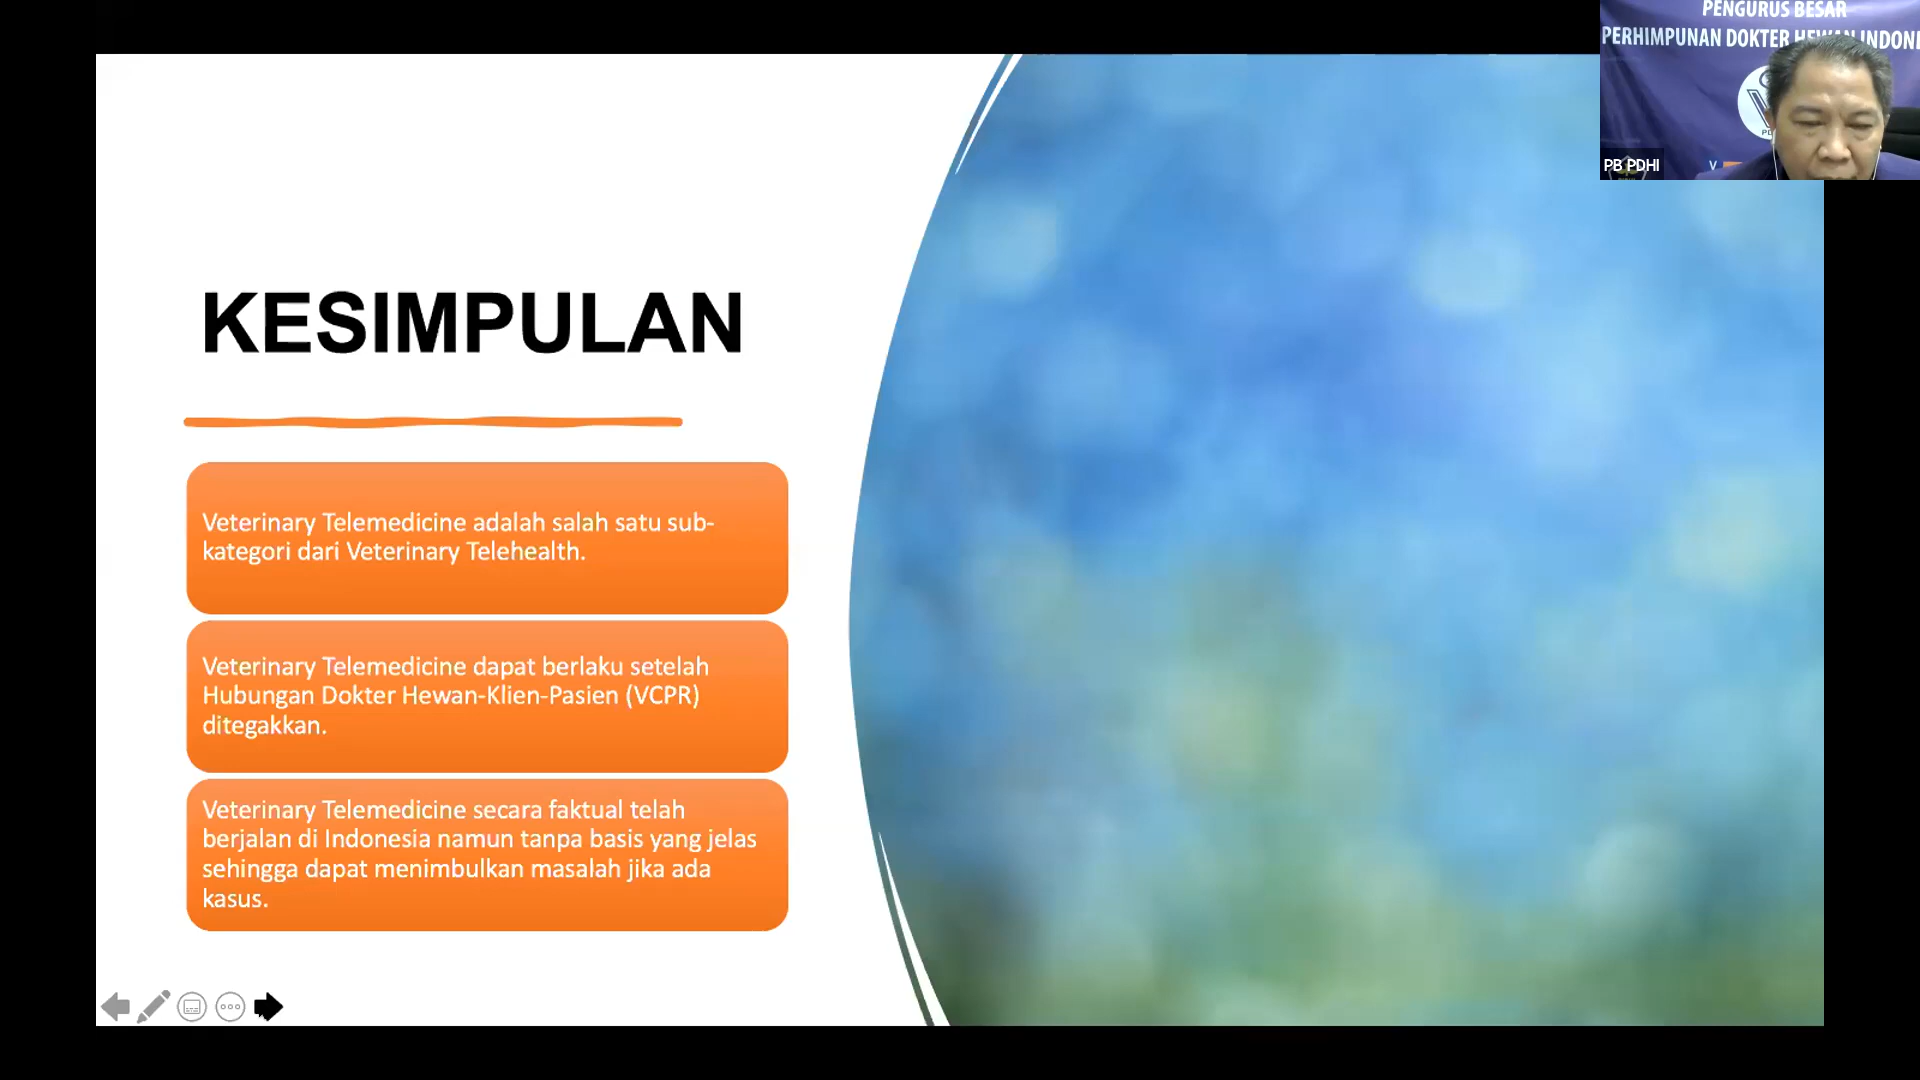 PENGURUS BESAR
PERHIMPUNAN DOKTER HEWAN INDONE
PB PDHI
KESIMPULAN
Veterinary Telemedicine adalah salah satu sub-
kategori dari Veterinary Telehealth.
Veterinary Telemedicine dapat berlaku setelah
Hubungan Dokter Hewan-Klien-Pasien (VCPR)
ditegakkan.
Veterinary Telemedicine secara faktual telah
berjalan di Indonesia namun tanpa basis yang jelas
sehingga dapat menimbulkan masalah jika ada
kasus.